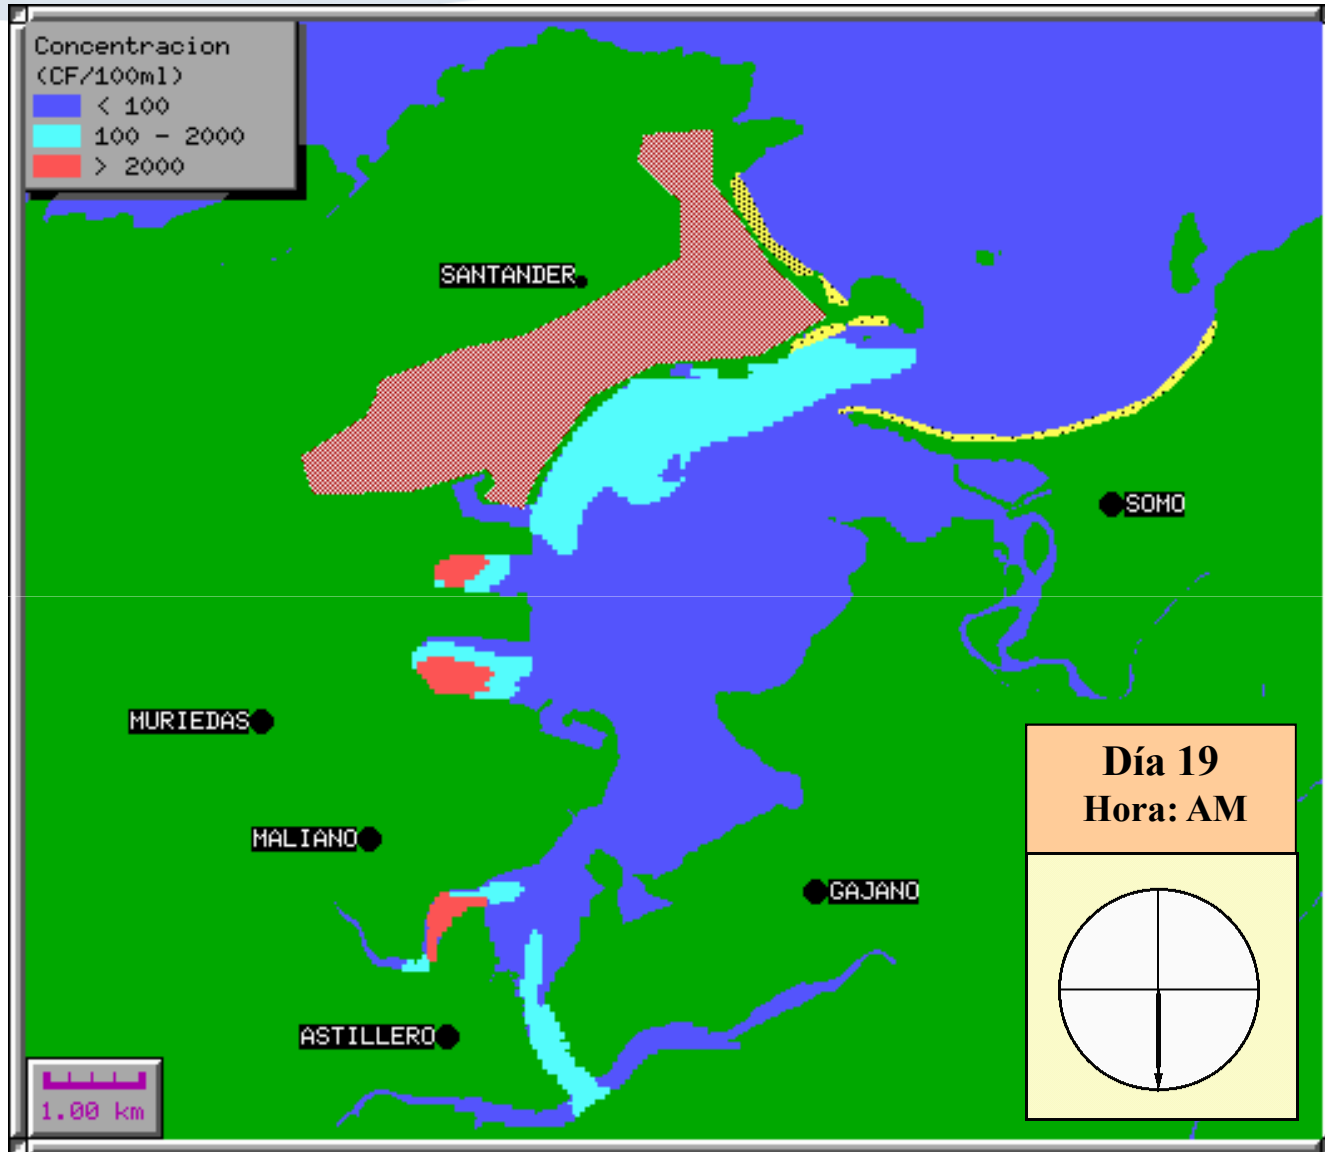 Concentracion
(CF/100ml)
< 100
100 - 2000
> 2000
SANTANDER
SOMO
MURIEDAS
Día 19
Hora: AM
MALIANO
GAJANO
ASTILLERO
1.00 km